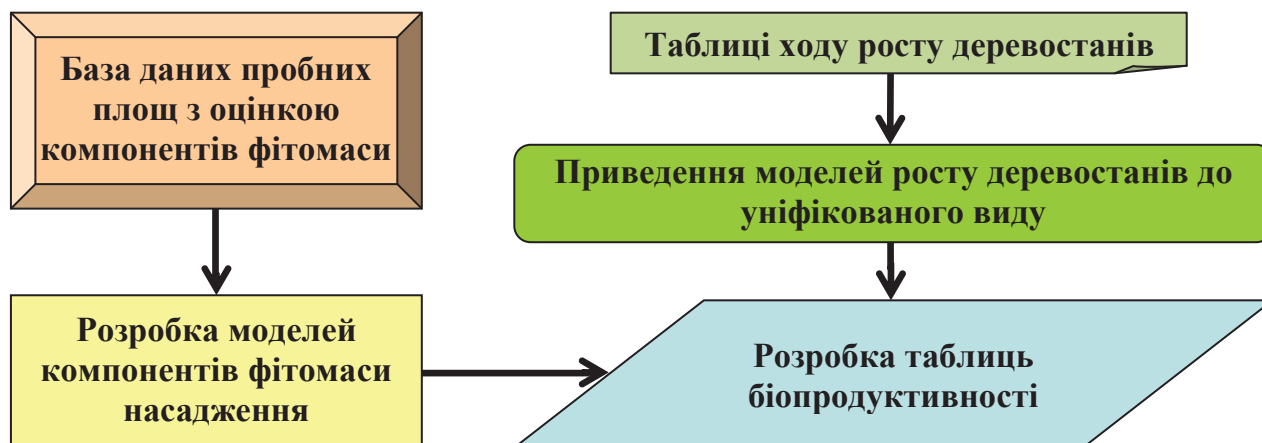 База даних пробних
площ з оцінкою
компонентів фітомаси
Таблиці ходу росту деревостанів
Приведення моделей росту деревостанів до
уніфікованого виду
Розробка моделей
компонентів фітомаси
насадження
Розробка таблиць
біопродуктивності